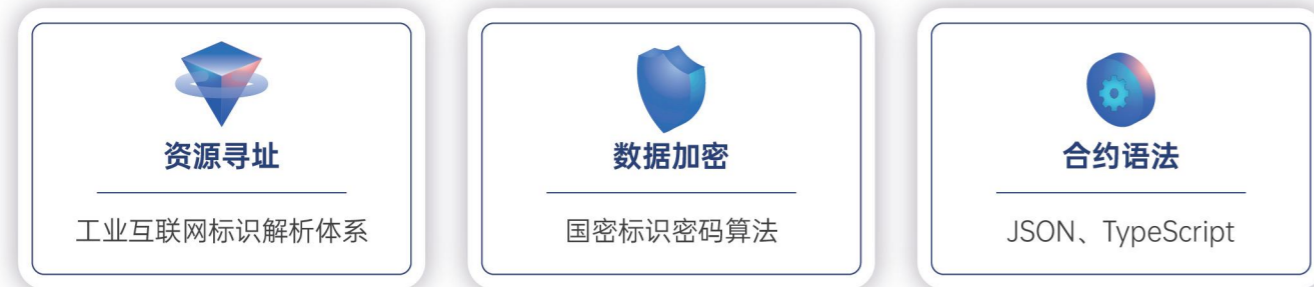 资源寻址
工业互联网标识解析体系
数据加密
国密标识密码算法
合约语法
JSON、TypeScript